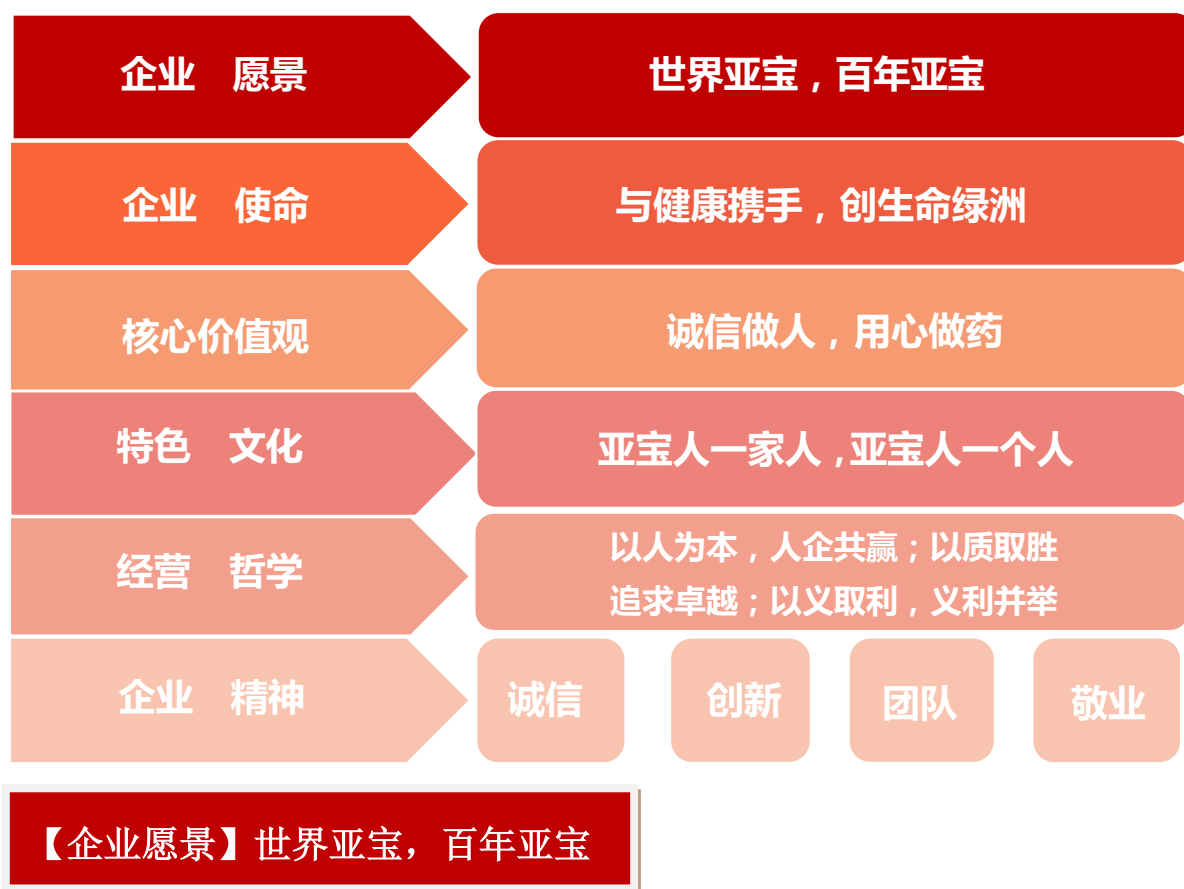 企业 愿景
世界亚宝，百年亚宝
企业 使命
与健康携手，创生命绿洲
核心价值观
诚信做人，用心做药
特色 文化
亚宝人一家人，亚宝人一个人
经营 哲学
以人为本，人企共赢；以质取胜
追求卓越；以义取利，义利并举
企业 精神
诚信
创新
团队
敬业
【企业愿景】世界亚宝，百年亚宝